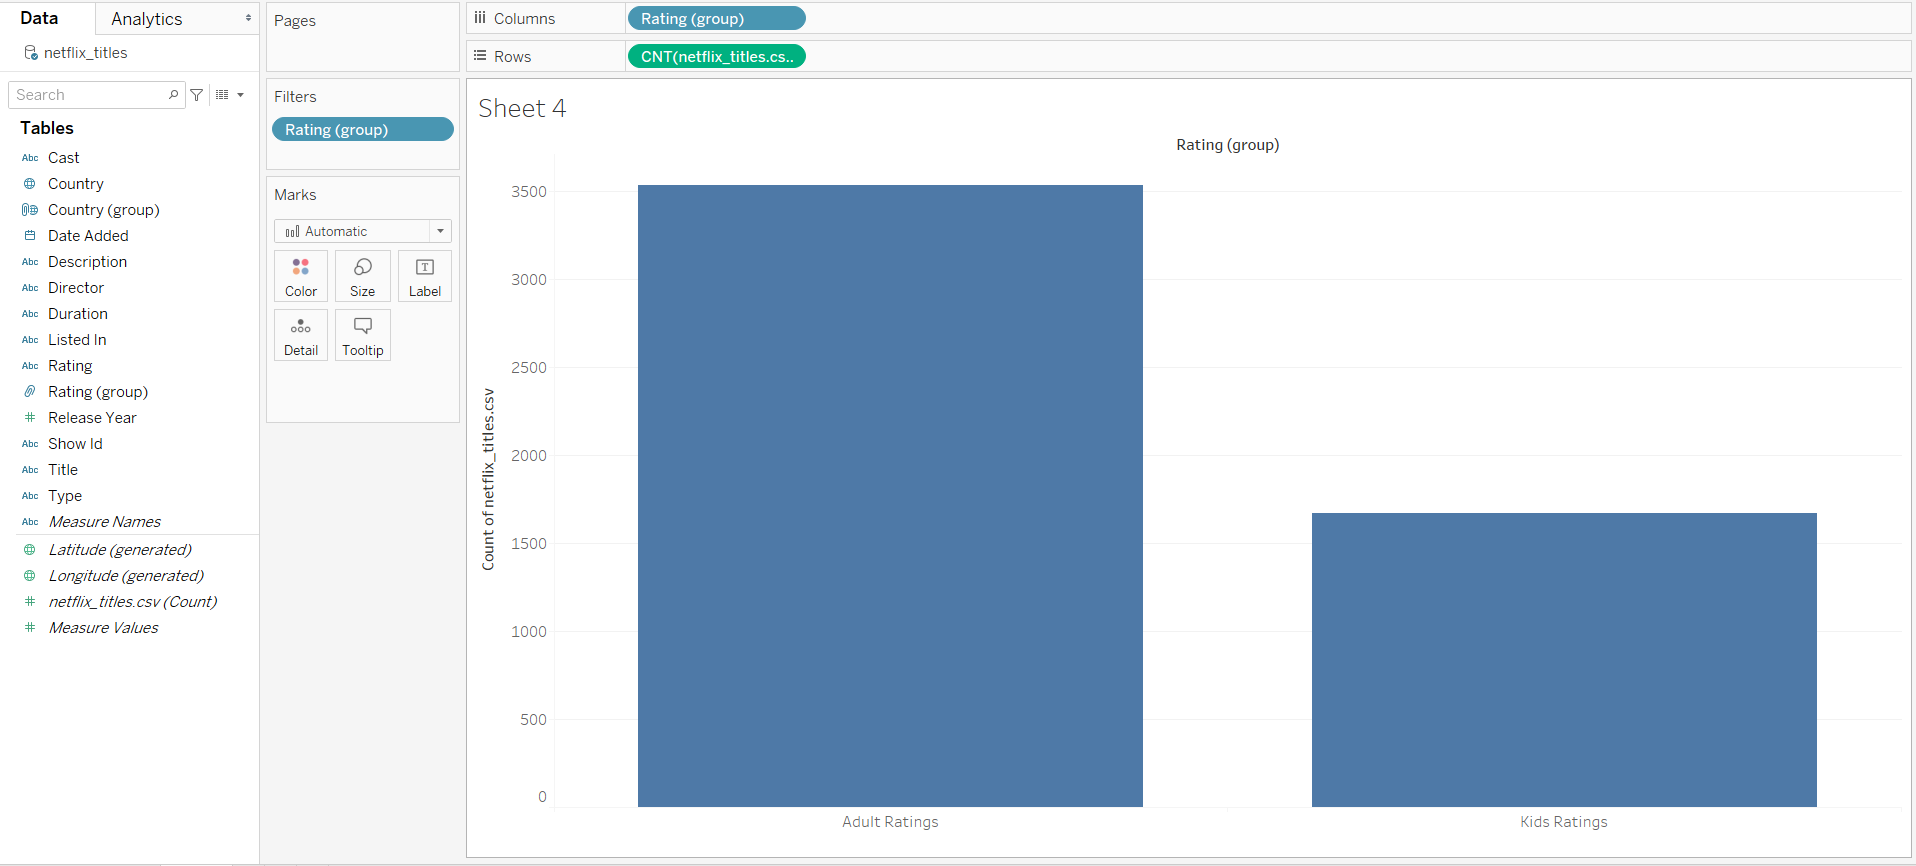 Data
Analytics
netflix_titles
Search
Tables
Abc Cast
Country
Country (group)
Date Added
Abc Description
Abc Director
Abc Duration
Abc Listed In
Abc Rating
Rating (group)
# Release Year
Abc Show Id
Abc Title
Abc Type
Abc Measure Names
Latitude (generated)
Longitude (generated)
# netflix_titles.csv (Count)
# Measure Values
Pages
Filters
Rating (group)
Marks
Automatic
Color
Size
T
Label
Detail
Tooltip
Columns
Rating (group)
Rows
CNT(netflix_titles.cs..
Sheet 4
Rating (group)
Count of netflix_titles.csv
3500
3000
2500
2000
1500
1000
500
0
Adult Ratings
Kids Ratings